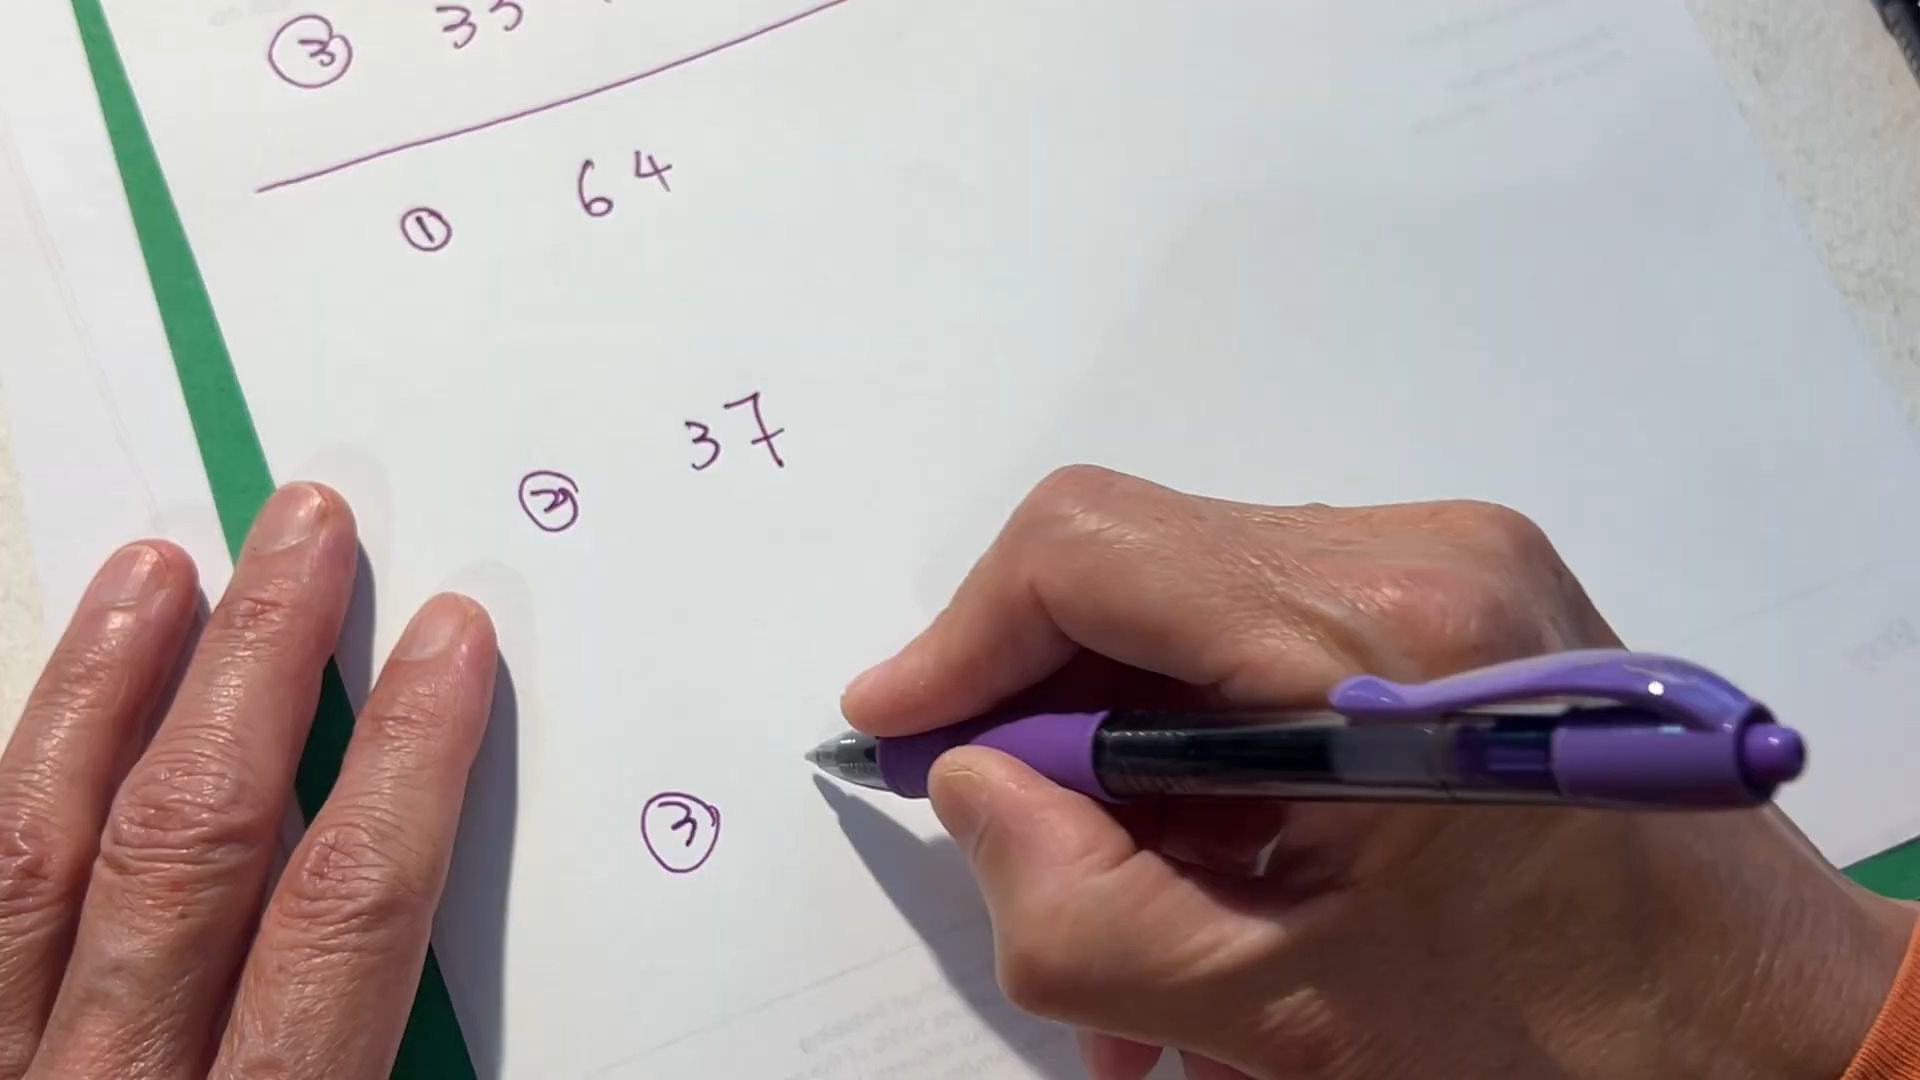 ③ 33
① 64
② 37
③